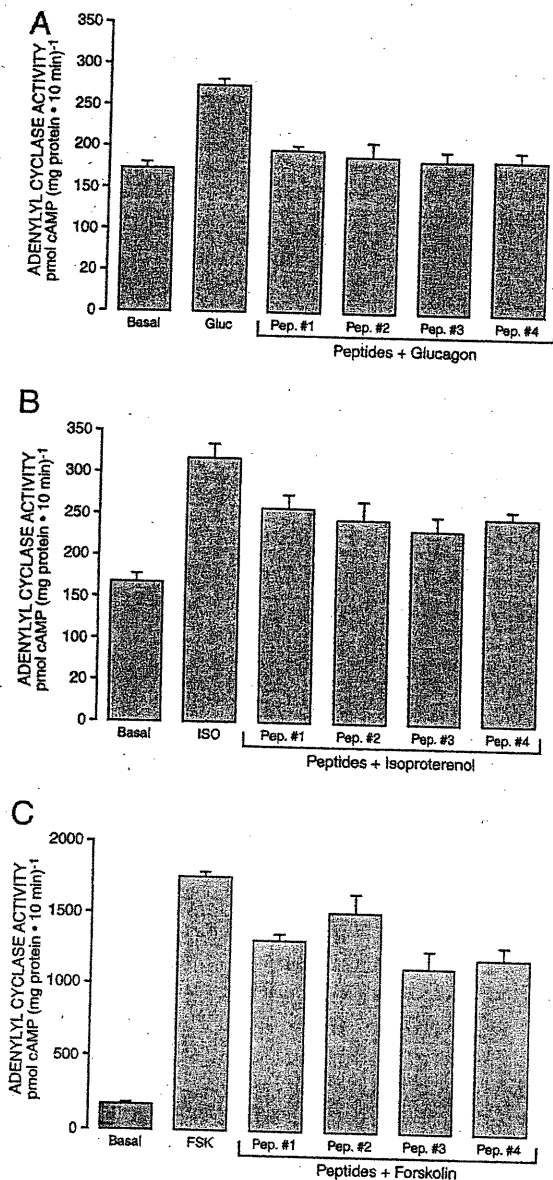 A
ADENYLYL CYCLASE ACTIVITY
pmol cAMP (mg protein • 10 min)-1
350
300
250
200
150
100
20
0
Basal Gluc Pep. #1 Pep. #2 Pep. #3 Pep. #4
Peptides + Glucagon
B
ADENYLYL CYCLASE ACTIVITY
pmol cAMP (mg protein • 10 min)-1
350
300
250
200
150
100
20
0
Basal ISO Pep. #1 Pep. #2 Pep. #3 Pep. #4
Peptides + Isoproterenol
C
ADENYLYL CYCLASE ACTIVITY
pmol cAMP (mg protein • 10 min)-1
2000
1500
1000
500
0
Basal FSK Pep. #1 Pep. #2 Pep. #3 Pep. #4
Peptides + Forskolin